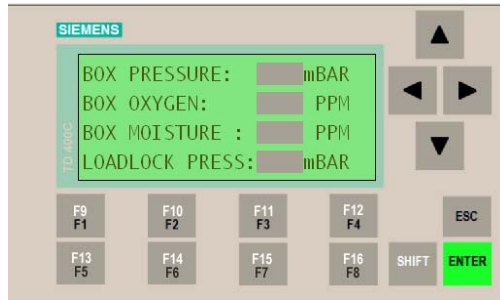 SIEMENS
BOX PRESSURE: mBAR
BOX OXYGEN: PPM
BOX MOISTURE : PPM
LOADLOCK PRESS: mBAR
TD 400C
F9 F10 F11 F12
F1 F2 F3 F4 ESC
F13 F14 F15 F16
F5 F6 F7 F8 SHIFT ENTER